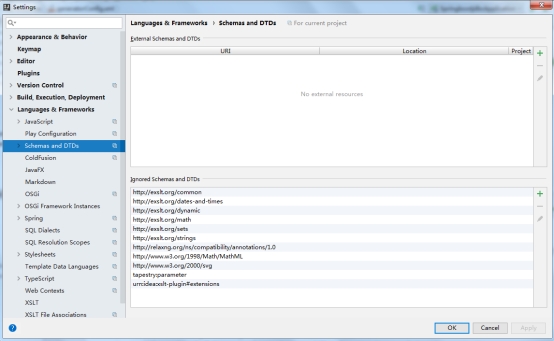 Settings
Languages & Frameworks › Schemas and DTDs
For current project
Appearance & Behavior
Keymap
Editor
Plugins
Version Control
Build, Execution, Deployment
Languages & Frameworks
JavaScript
Play Configuration
Schemas and DTDs
ColdFusion
JavaFX
Markdown
OSGi
OSGi Framework Instances
Spring
SQL Dialects
SQL Resolution Scopes
Stylesheets
Template Data Languages
TypeScript
Web Contexts
XSLT
XSLT File Associations
External Schemas and DTDs
URI
Location
Project
No external resources
Ignored Schemas and DTDs
http://exslt.org/common
http://exslt.org/dates-and-times
http://exslt.org/dynamic
http://exslt.org/math
http://exslt.org/sets
http://exslt.org/strings
http://relaxng.org/ns/compatibility/annotations/1.0
http://www.w3.org/1998/Math/MathML
http://www.w3.org/2000/svg
tapestry:parameter
urn:idea:xslt-plugin#extensions
OK
Cancel
Apply